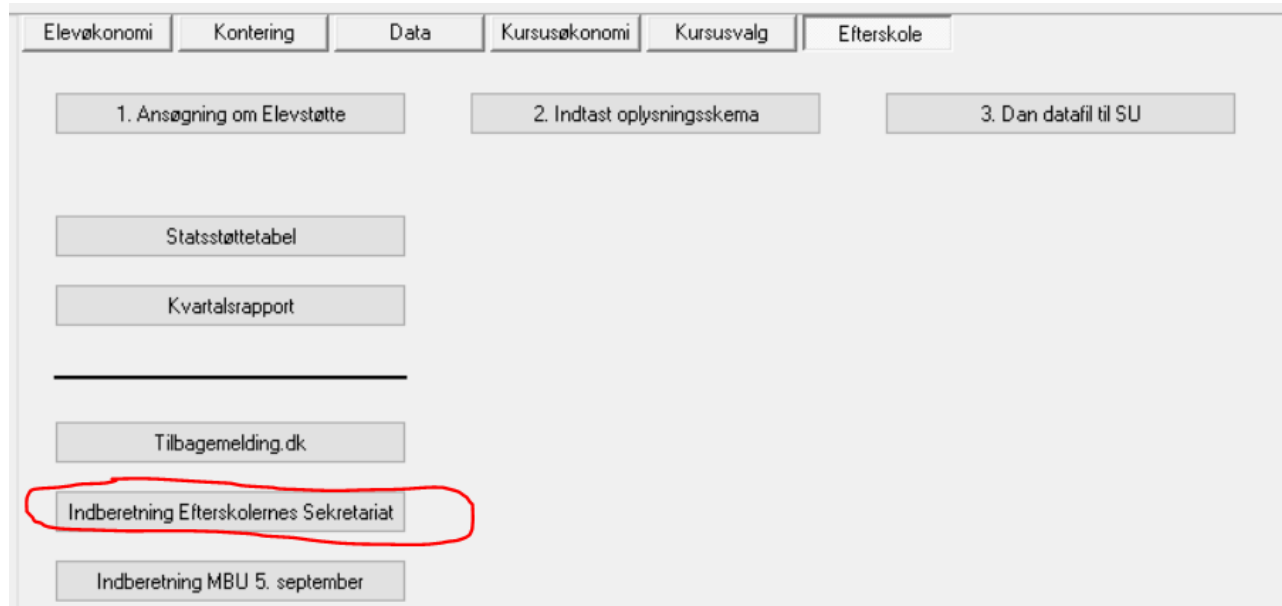 Elevøkonomi Kontering Data Kursusøkonomi Kursusvalg Efterskole
1. Ansøgning om Elevstøtte 2. Indtast oplysningsskema 3. Dan datafil til SU
Statsstøttetabel
Kvartalsrapport
Tilbagemelding.dk
Indberetning Efterskolernes Sekretariat
Indberetning MBU 5. september